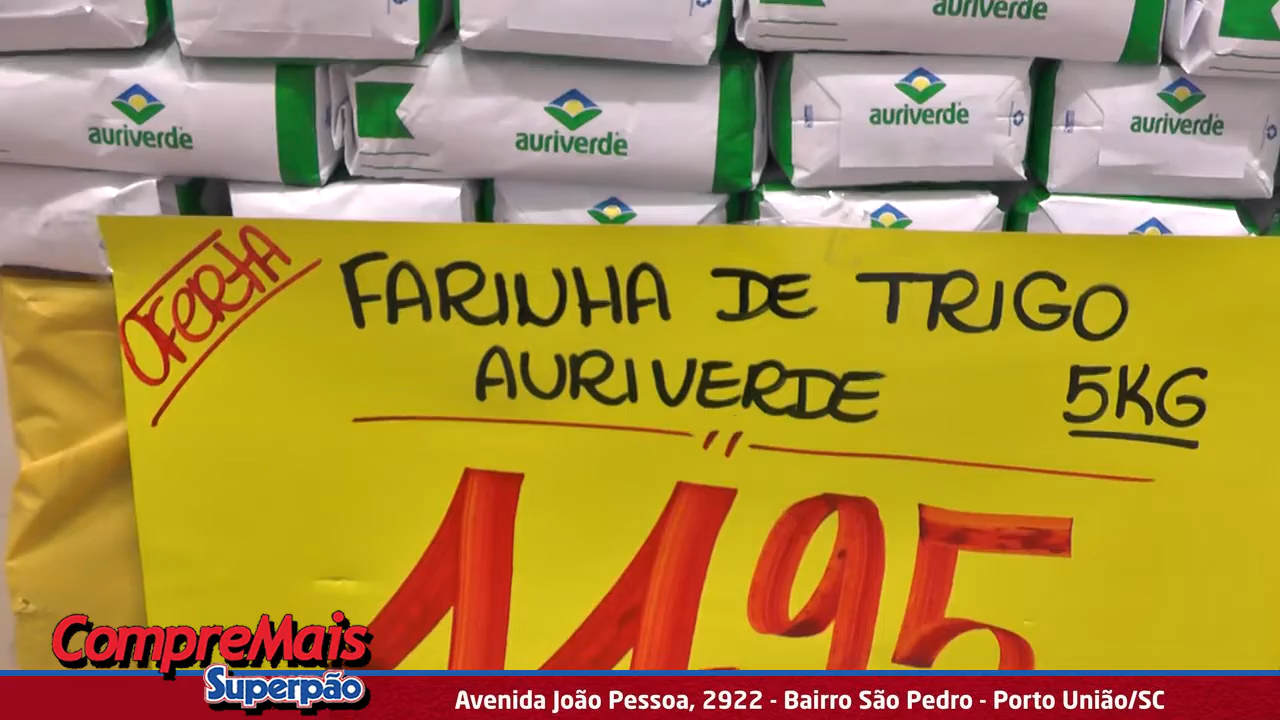 auriverde
auriverde
auriverde
auriverde
auriverde
OFERTA
FARINHA DE TRIGO
AURIVERDE 5KG
11,95
CompreMais
Superpão
Avenida João Pessoa, 2922 - Bairro São Pedro - Porto União/SC